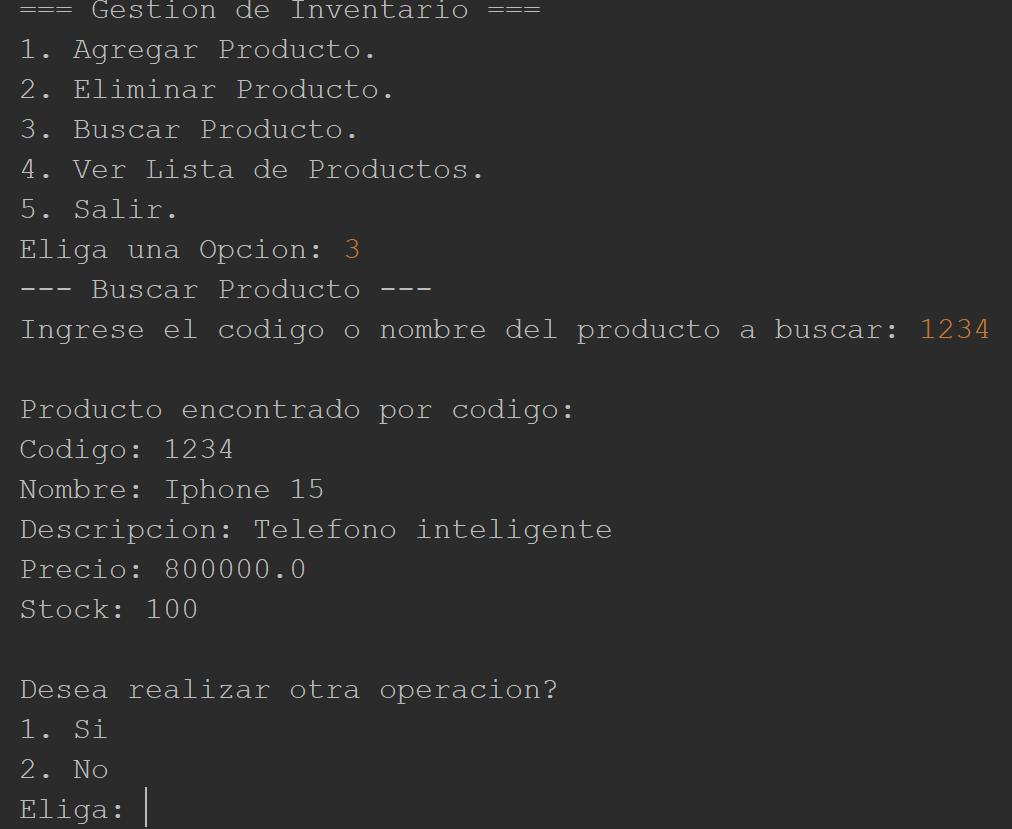 === Gestion de Inventario ===
1. Agregar Producto.
2. Eliminar Producto.
3. Buscar Producto.
4. Ver Lista de Productos.
5. Salir.
Eliga una Opcion: 3
--- Buscar Producto ---
Ingrese el codigo o nombre del producto a buscar: 1234
Producto encontrado por codigo:
Codigo: 1234
Nombre: Iphone 15
Descripcion: Telefono inteligente
Precio: 800000.0
Stock: 100
Desea realizar otra operacion?
1. Si
2. No
Eliga: